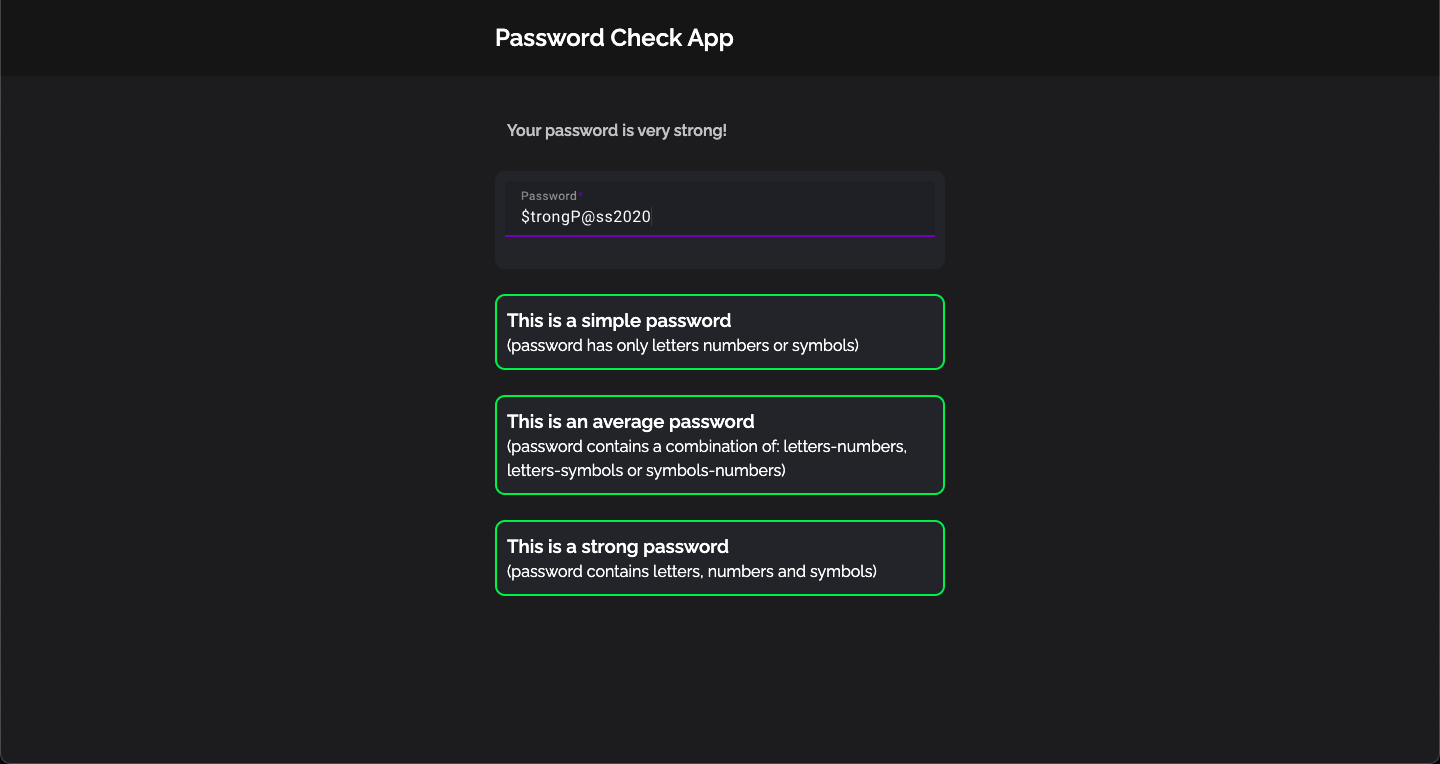 Password Check App
Your password is very strong!
Password*
$trongP@ss2020
This is a simple password
(password has only letters numbers or symbols)
This is an average password
(password contains a combination of: letters-numbers,
letters-symbols or symbols-numbers)
This is a strong password
(password contains letters, numbers and symbols)